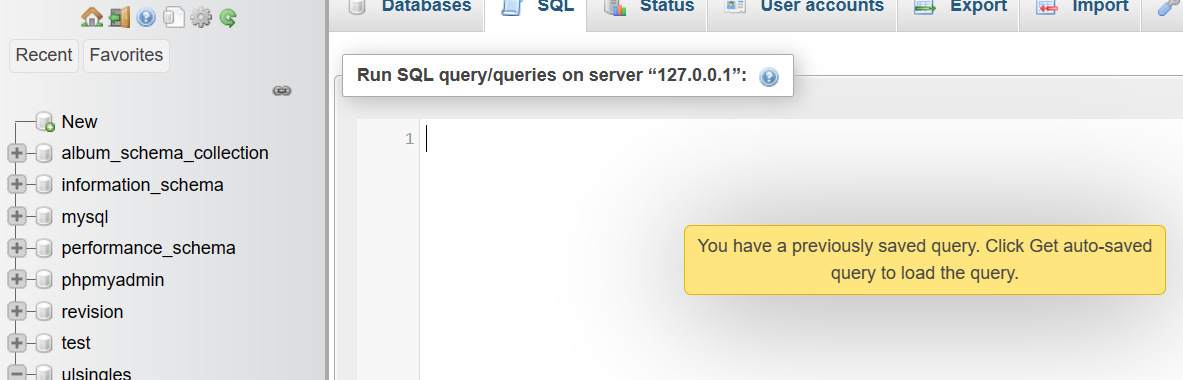 Databases SQL Status User accounts Export Import
Recent Favorites
Run SQL query/queries on server “127.0.0.1”:
New
1
album_schema_collection
information_schema
mysql
performance_schema
You have a previously saved query. Click Get auto-saved
query to load the query.
phpmyadmin
revision
test
ulsingles